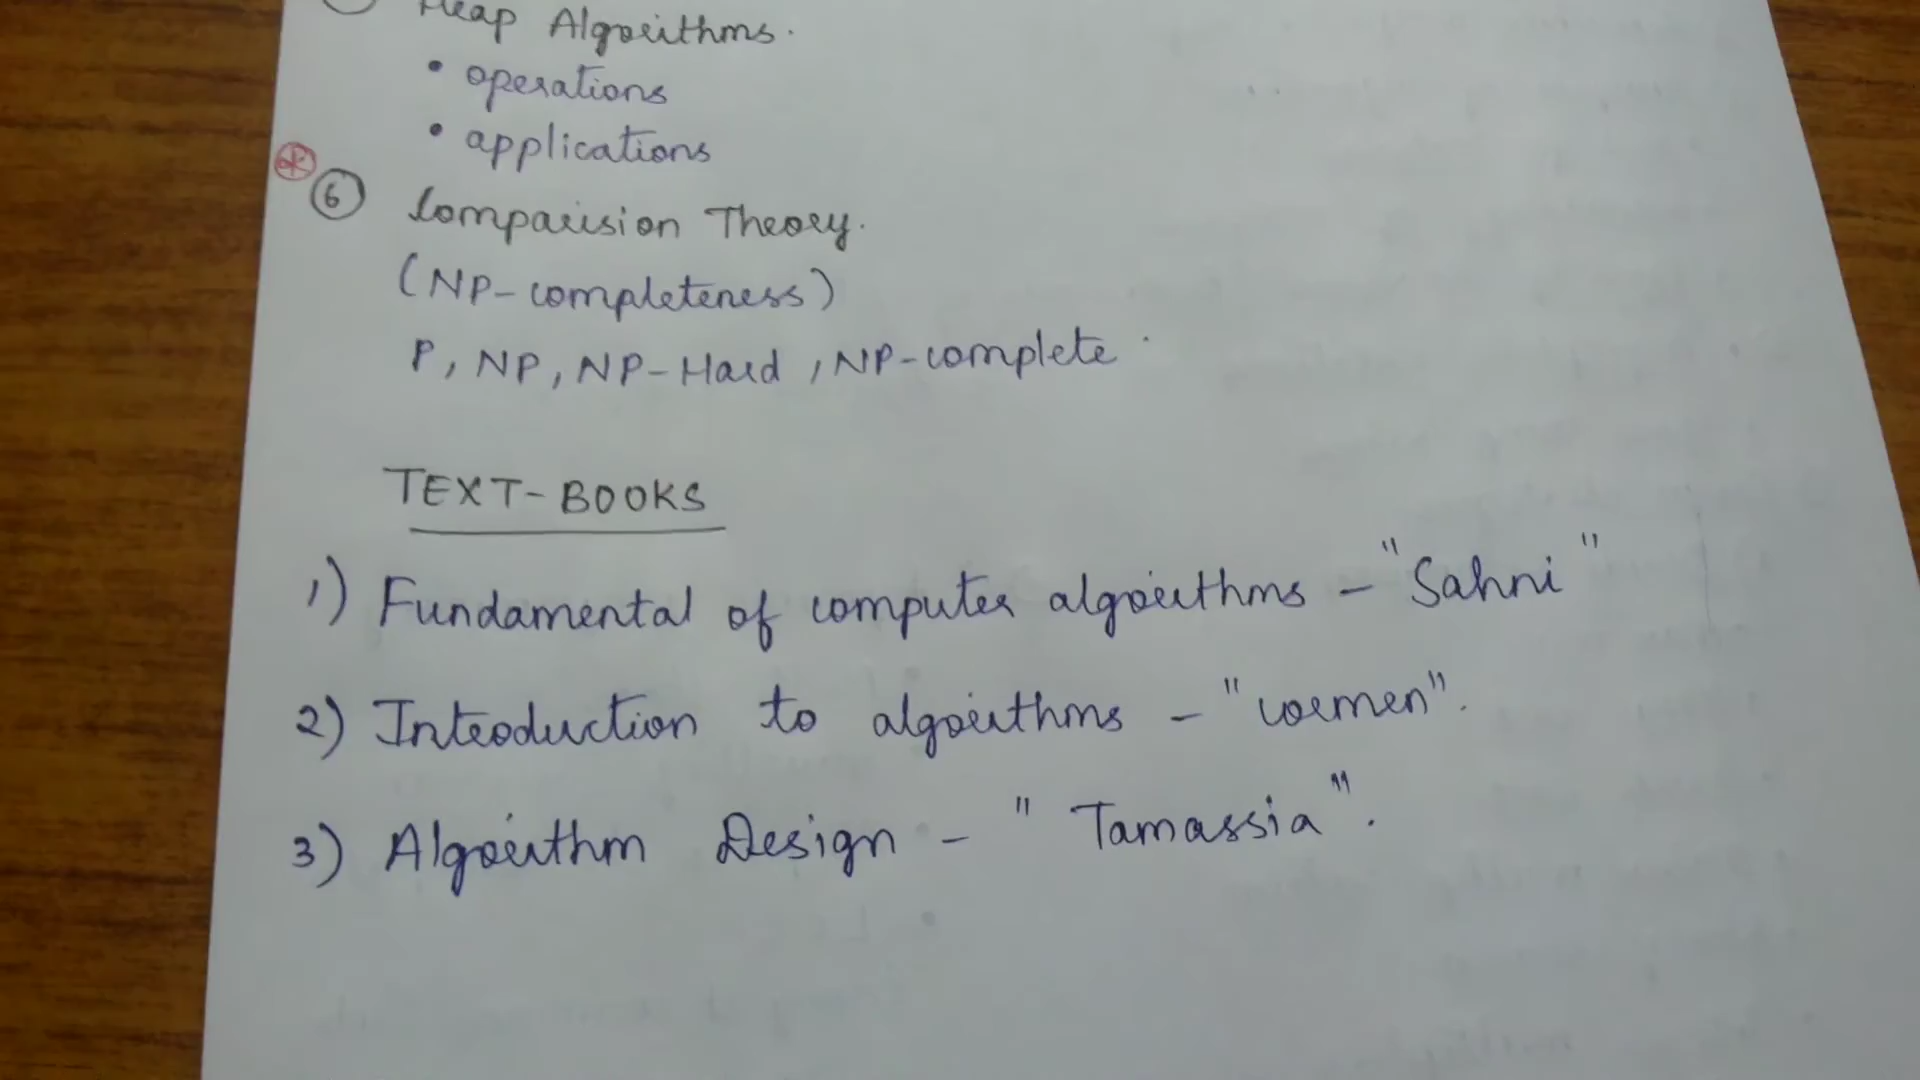 Heap Algorithms.
• operations
• applications
* 6 Comparision Theory.
(NP-completeness)
P, NP, NP-Hard, NP-complete.
TEXT-BOOKS
1) Fundamental of computer algorithms - "Sahni"
2) Introduction to algorithms - "cormen".
3) Algorithm Design - "Tamassia".